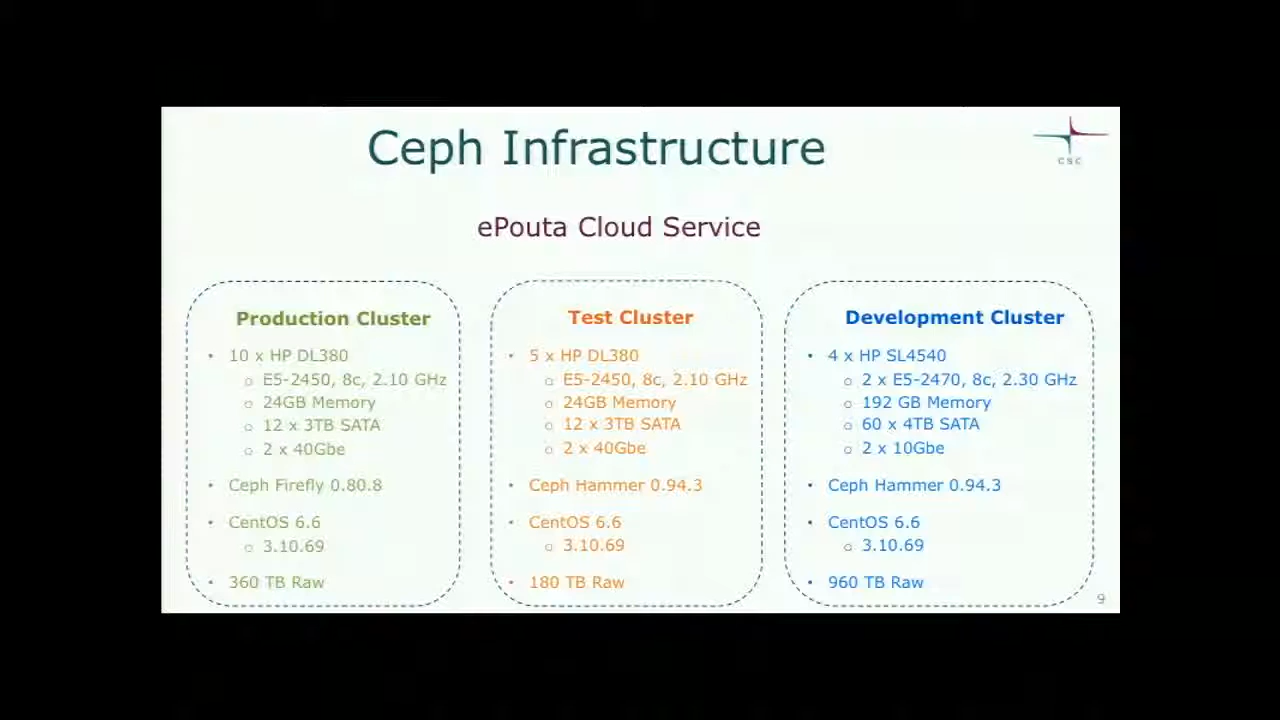 Ceph Infrastructure
CSC
ePouta Cloud Service
Production Cluster
• 10 x HP DL380
o E5-2450, 8c, 2.10 GHz
o 24GB Memory
o 12 x 3TB SATA
o 2 x 40Gbe
• Ceph Firefly 0.80.8
• CentOS 6.6
o 3.10.69
• 360 TB Raw
Test Cluster
• 5 x HP DL380
o E5-2450, 8c, 2.10 GHz
o 24GB Memory
o 12 x 3TB SATA
o 2 x 40Gbe
• Ceph Hammer 0.94.3
• CentOS 6.6
o 3.10.69
• 180 TB Raw
Development Cluster
• 4 x HP SL4540
o 2 x E5-2470, 8c, 2.30 GHz
o 192 GB Memory
o 60 x 4TB SATA
o 2 x 10Gbe
• Ceph Hammer 0.94.3
• CentOS 6.6
o 3.10.69
• 960 TB Raw
9